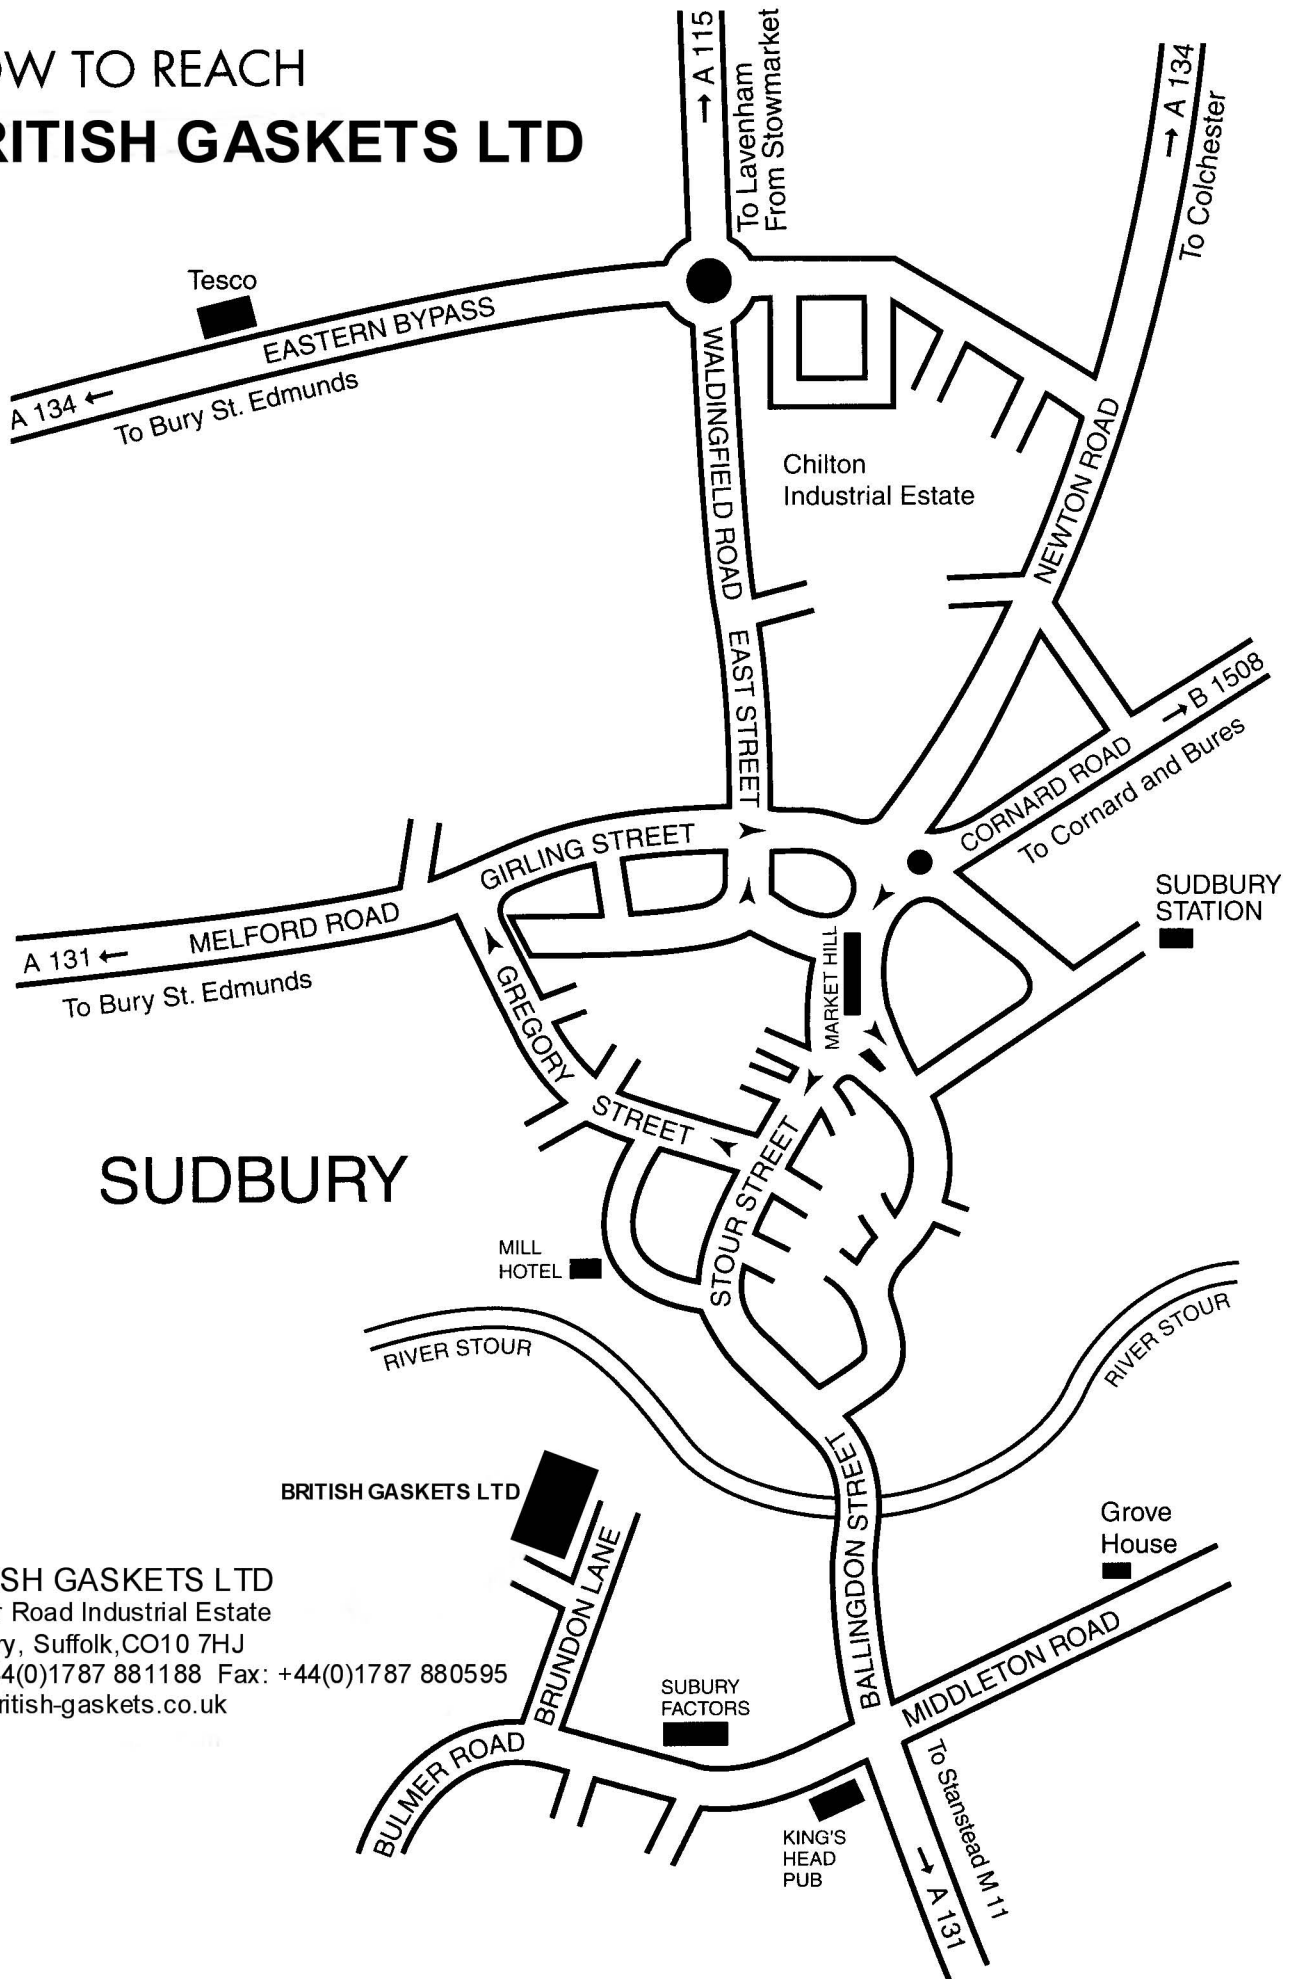 OW TO REACH
RITISH GASKETS LTD
→ A 115
To Lavenham
From Stowmarket
→ A 134
To Colchester
Tesco
EASTERN BYPASS
A 134 ←
To Bury St. Edmunds
WALDINGFIELD ROAD
Chilton
Industrial Estate
NEWTON ROAD
EAST STREET
→ B 1508
CORNARD ROAD
To Cornard and Bures
GIRLING STREET
SUDBURY
STATION
MELFORD ROAD
A 131 ←
To Bury St. Edmunds
MARKET HILL
GREGORY
STREET
STOUR STREET
SUDBURY
MILL
HOTEL
RIVER STOUR
RIVER STOUR
BALLINGDON STREET
BRITISH GASKETS LTD
Grove
House
BRUNDON LANE
SH GASKETS LTD
r Road Industrial Estate
ry, Suffolk,CO10 7HJ
4(0)1787 881188 Fax: +44(0)1787 880595
ritish-gaskets.co.uk
MIDDLETON ROAD
SUBURY
FACTORS
BULMER ROAD
To Stanstead M 11
KING'S
HEAD
PUB
→ A 131